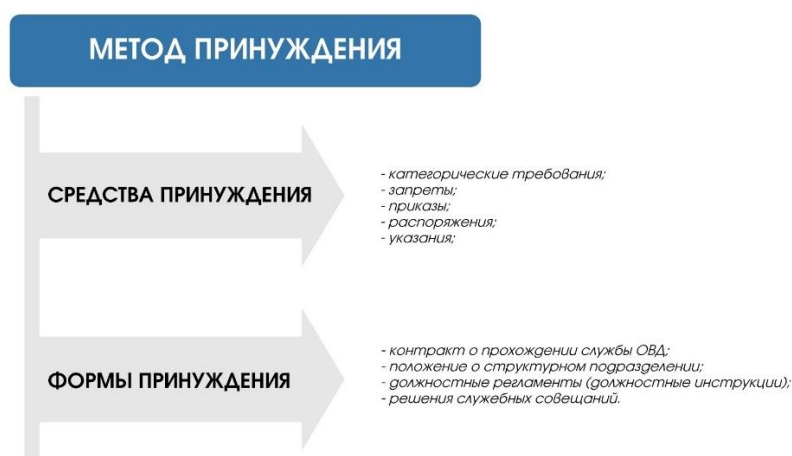 МЕТОД ПРИНУЖДЕНИЯ
СРЕДСТВА ПРИНУЖДЕНИЯ
- категорические требования;
- запреты;
- приказы;
- распоряжения;
- указания;
ФОРМЫ ПРИНУЖДЕНИЯ
- контракт о прохождении службы ОВД;
- положение о структурном подразделении;
- должностные регламенты (должностные инструкции);
- решения служебных совещаний.